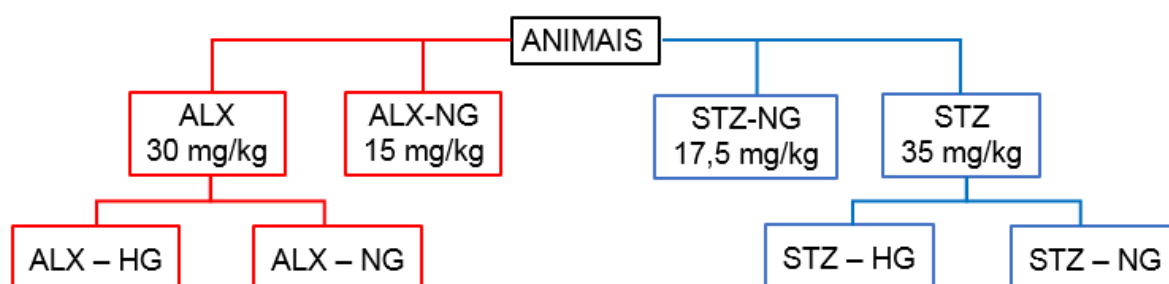 ANIMAIS
ALX
30 mg/kg
ALX-NG
15 mg/kg
STZ-NG
17,5 mg/kg
STZ
35 mg/kg
ALX – HG
ALX – NG
STZ – HG
STZ – NG